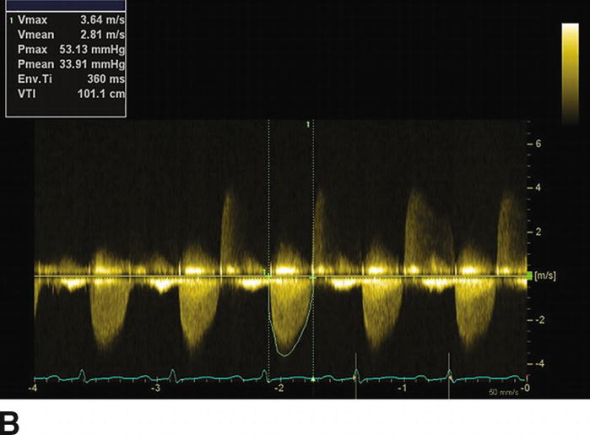 1 Vmax 3.64 m/s
Vmean 2.81 m/s
Pmax 53.13 mmHg
Pmean 33.91 mmHg
Env.Ti 360 ms
VTI 101.1 cm
1
6
4
2
[m/s]
-2
-4
-4 -3 -2 -1 -0
50 mm/s
B